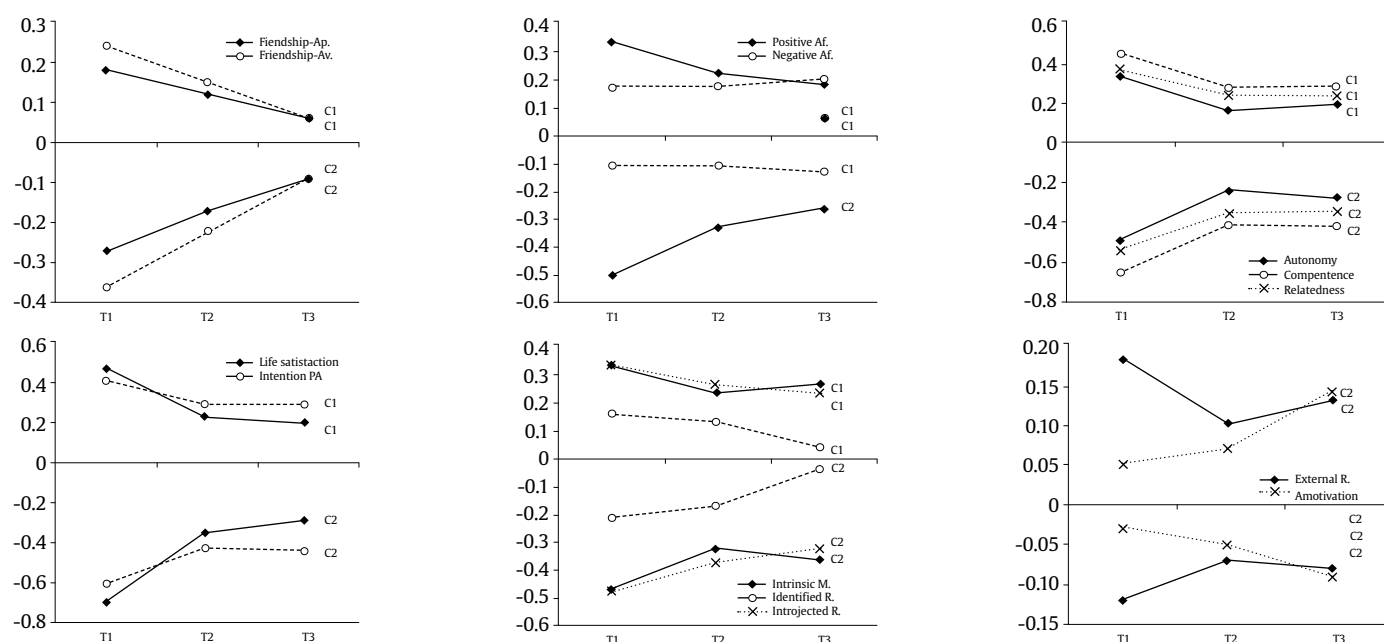 0.3
0.2
0.1
0
-0.1
-0.2
-0.3
-0.4
Fiendship-Ap.
Friendship-Av.
C1
C1
C2
C2
T1 T2 T3
0.4
0.3
0.2
0.1
0
-0.1
-0.2
-0.3
-0.4
-0.5
-0.6
Positive Af.
Negative Af.
C1
C1
C1
C2
T1 T2 T3
0.6
0.4
0.2
0
-0.2
-0.4
-0.6
-0.8
C1
C1
C1
C2
C2
C2
Autonomy
Compentence
Relatedness
T1 T2 T3
0.6
0.4
0.2
0
-0.2
-0.4
-0.6
-0.8
Life satistaction
Intention PA
C1
C1
C2
C2
T1 T2 T3
0.4
0.3
0.2
0.1
0
-0.1
-0.2
-0.3
-0.4
-0.5
-0.6
C1
C1
C1
C2
C2
C2
Intrinsic M.
Identified R.
Introjected R.
T1 T2 T3
0.20
0.15
0.10
0.05
0
-0.05
-0.10
-0.15
C2
C2
External R.
Amotivation
C2
C2
C2
T1 T2 T3